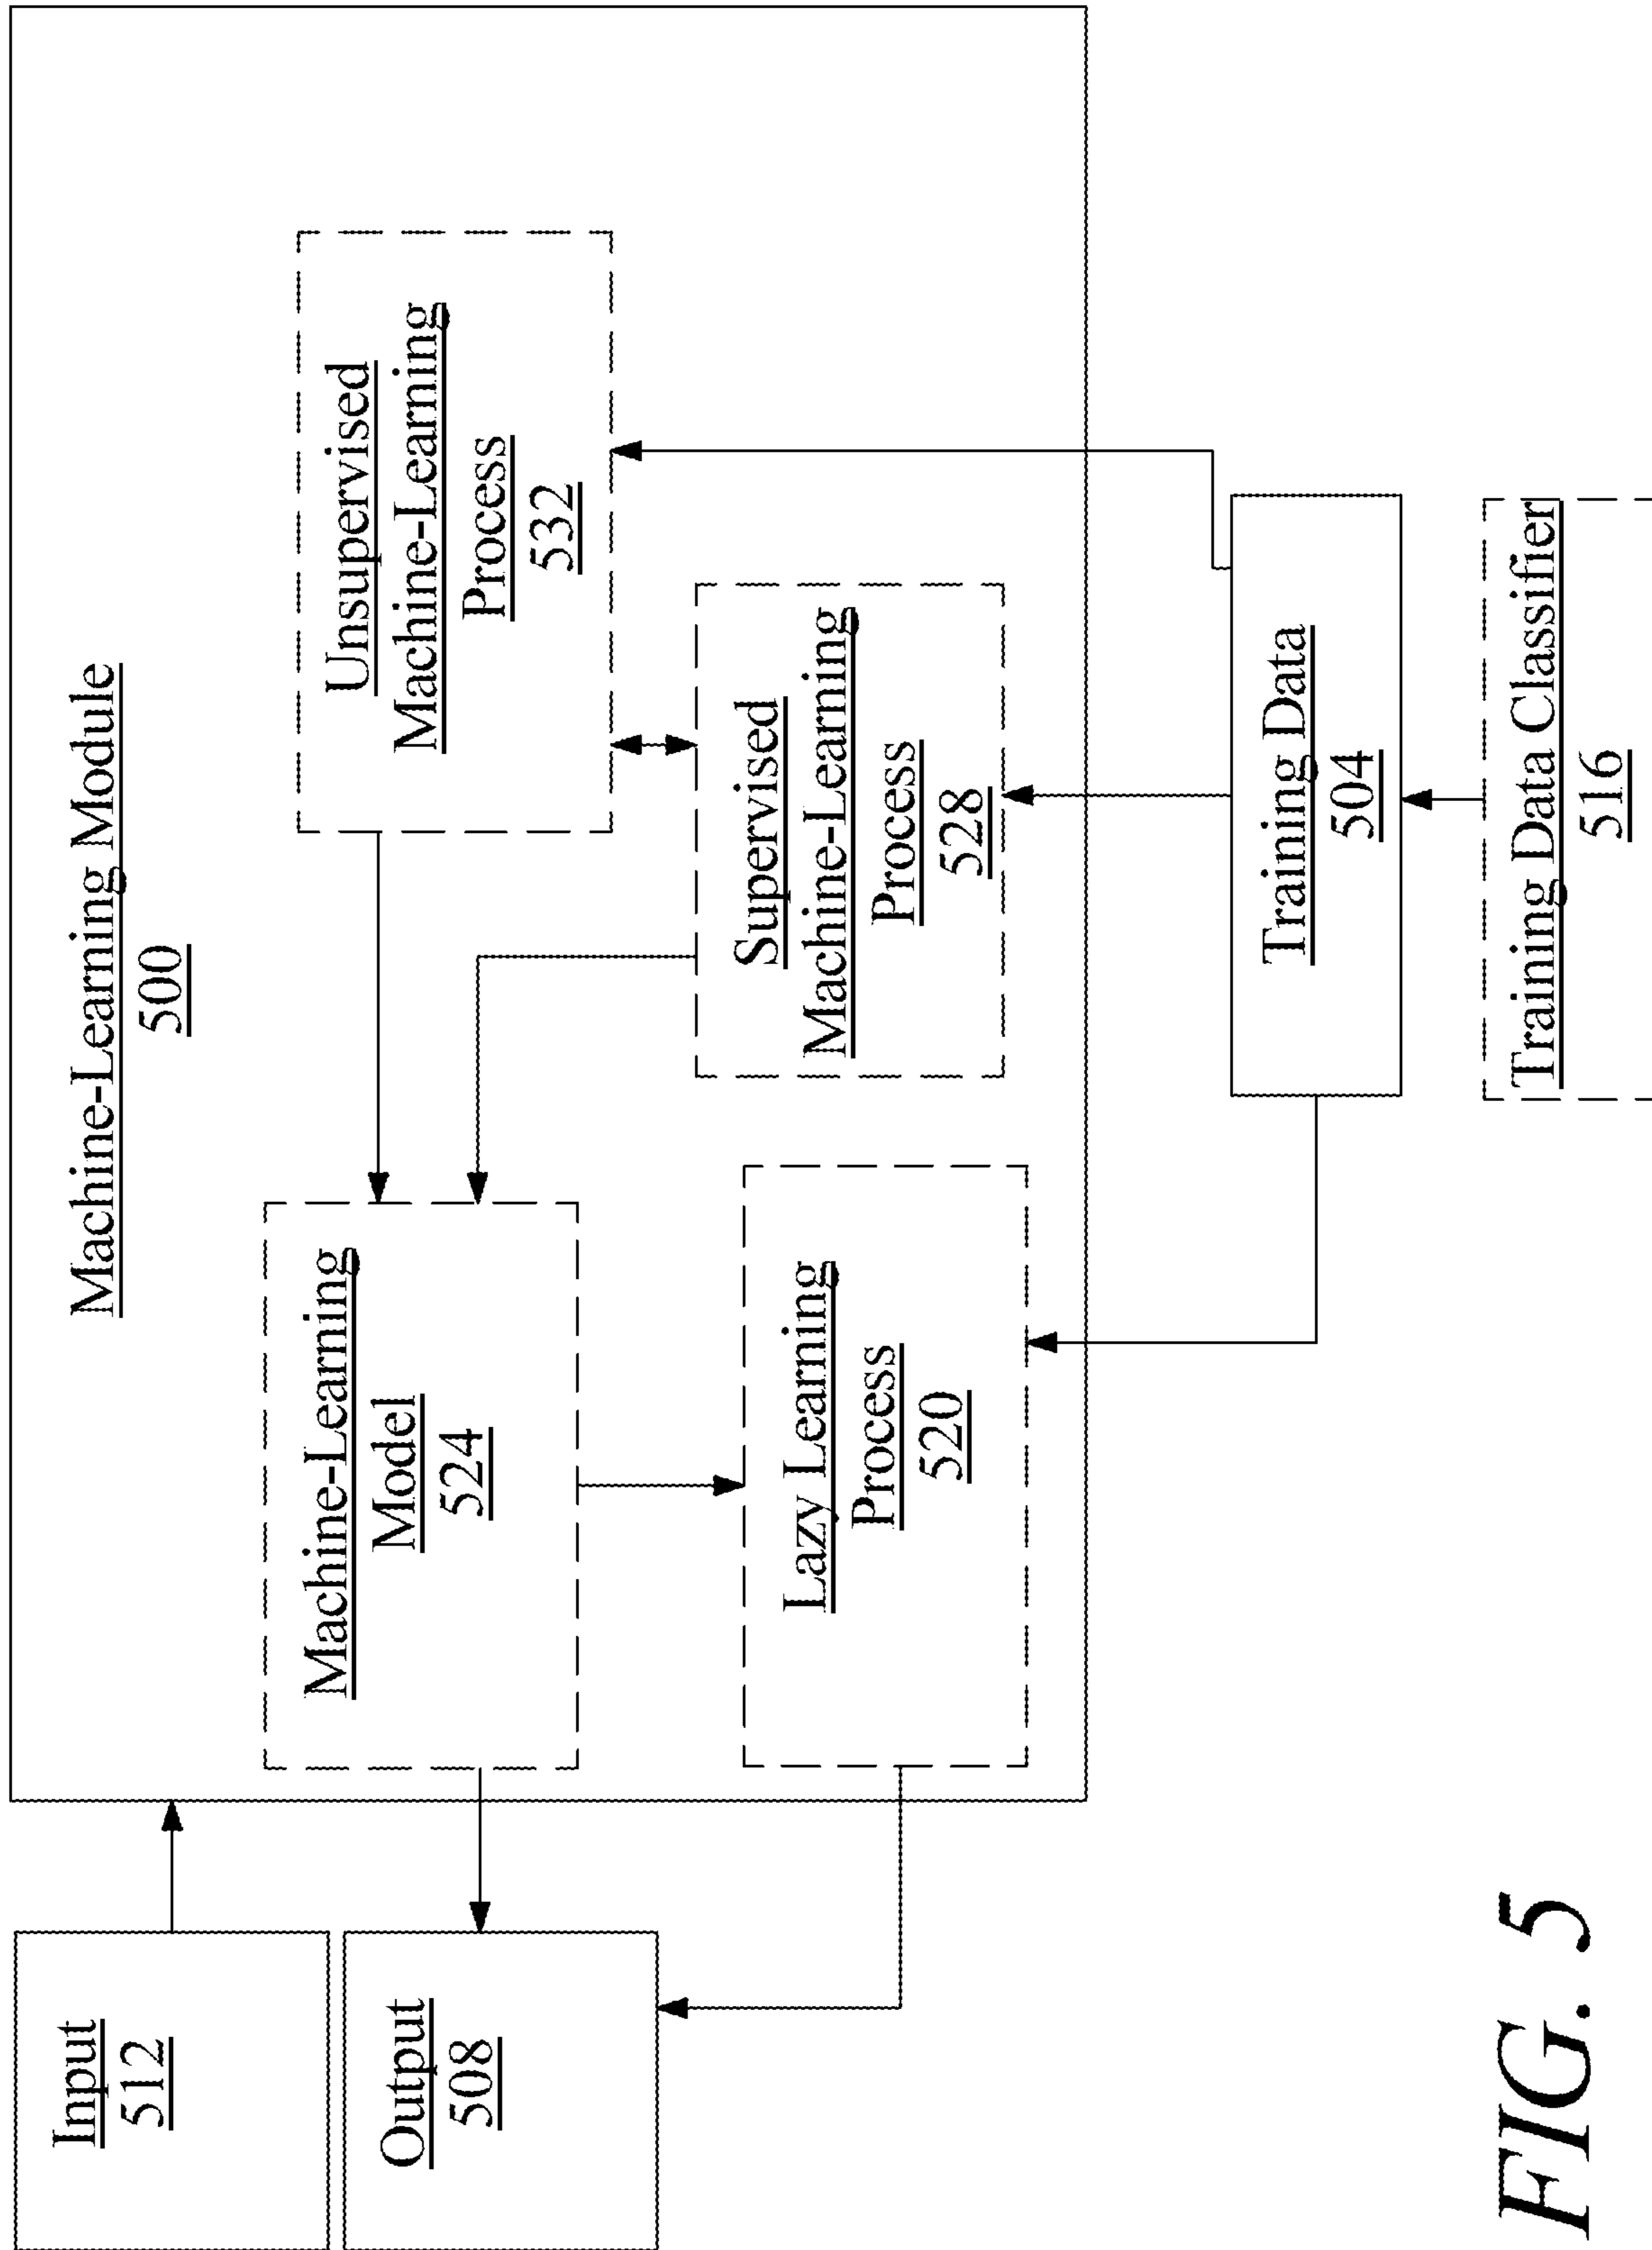 Machine-Learning Module
500
Input
512
Output
508
Machine-Learning
Model
524
Unsupervised
Machine-Learning
Process
532
Lazy Learning
Process
520
Supervised
Machine-Learning
Process
528
Training Data
504
Training Data Classifier
516
FIG. 5